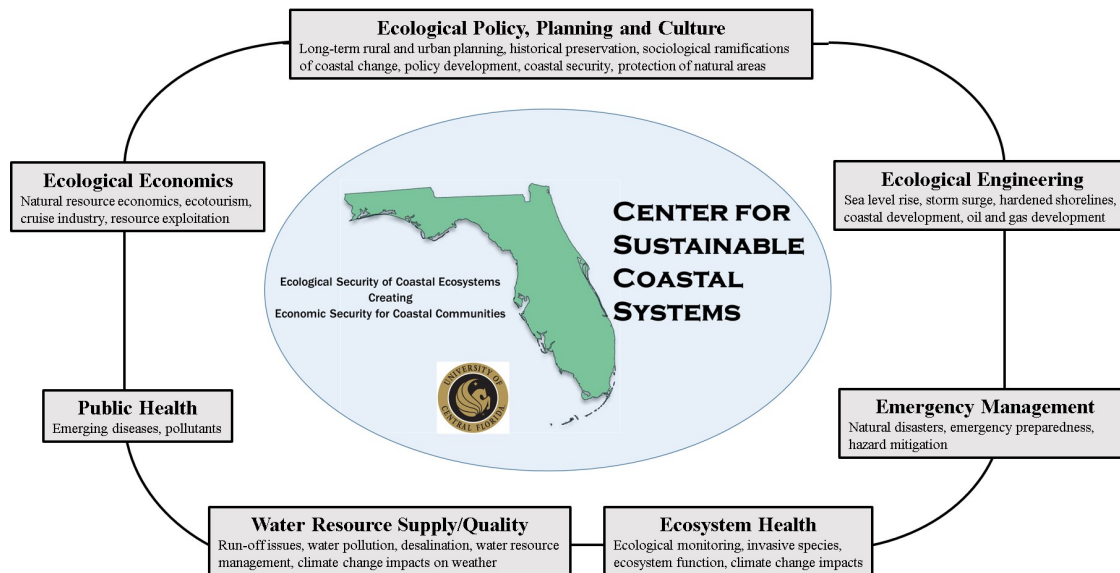 Ecological Policy, Planning and Culture
Long-term rural and urban planning, historical preservation, sociological ramifications
of coastal change, policy development, coastal security, protection of natural areas
Ecological Economics
Natural resource economics, ecotourism,
cruise industry, resource exploitation
Ecological Engineering
Sea level rise, storm surge, hardened shorelines,
coastal development, oil and gas development
CENTER FOR
SUSTAINABLE
COASTAL
SYSTEMS
Ecological Security of Coastal Ecosystems
Creating
Economic Security for Coastal Communities
UNIVERSITY OF
CENTRAL FLORIDA
Public Health
Emerging diseases, pollutants
Emergency Management
Natural disasters, emergency preparedness,
hazard mitigation
Water Resource Supply/Quality
Run-off issues, water pollution, desalination, water resource
management, climate change impacts on weather
Ecosystem Health
Ecological monitoring, invasive species,
ecosystem function, climate change impacts